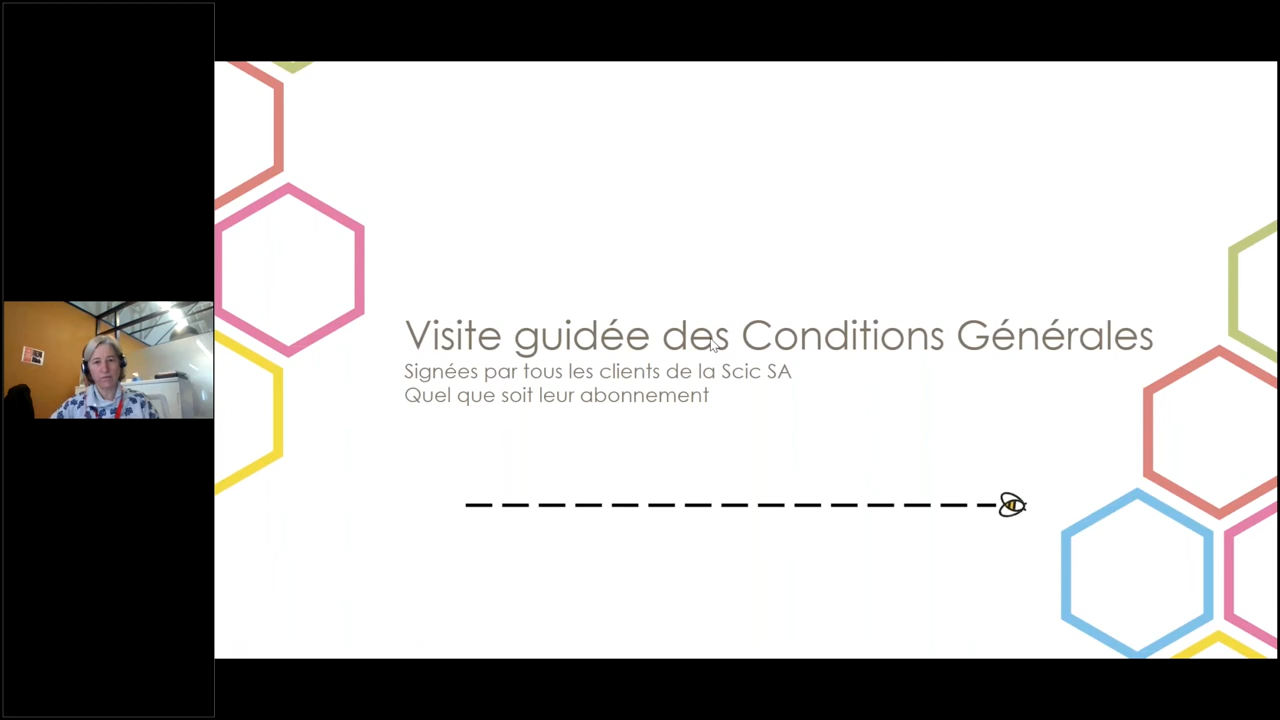 Visite guidée des Conditions Générales
Signées par tous les clients de la Scic SA
Quel que soit leur abonnement